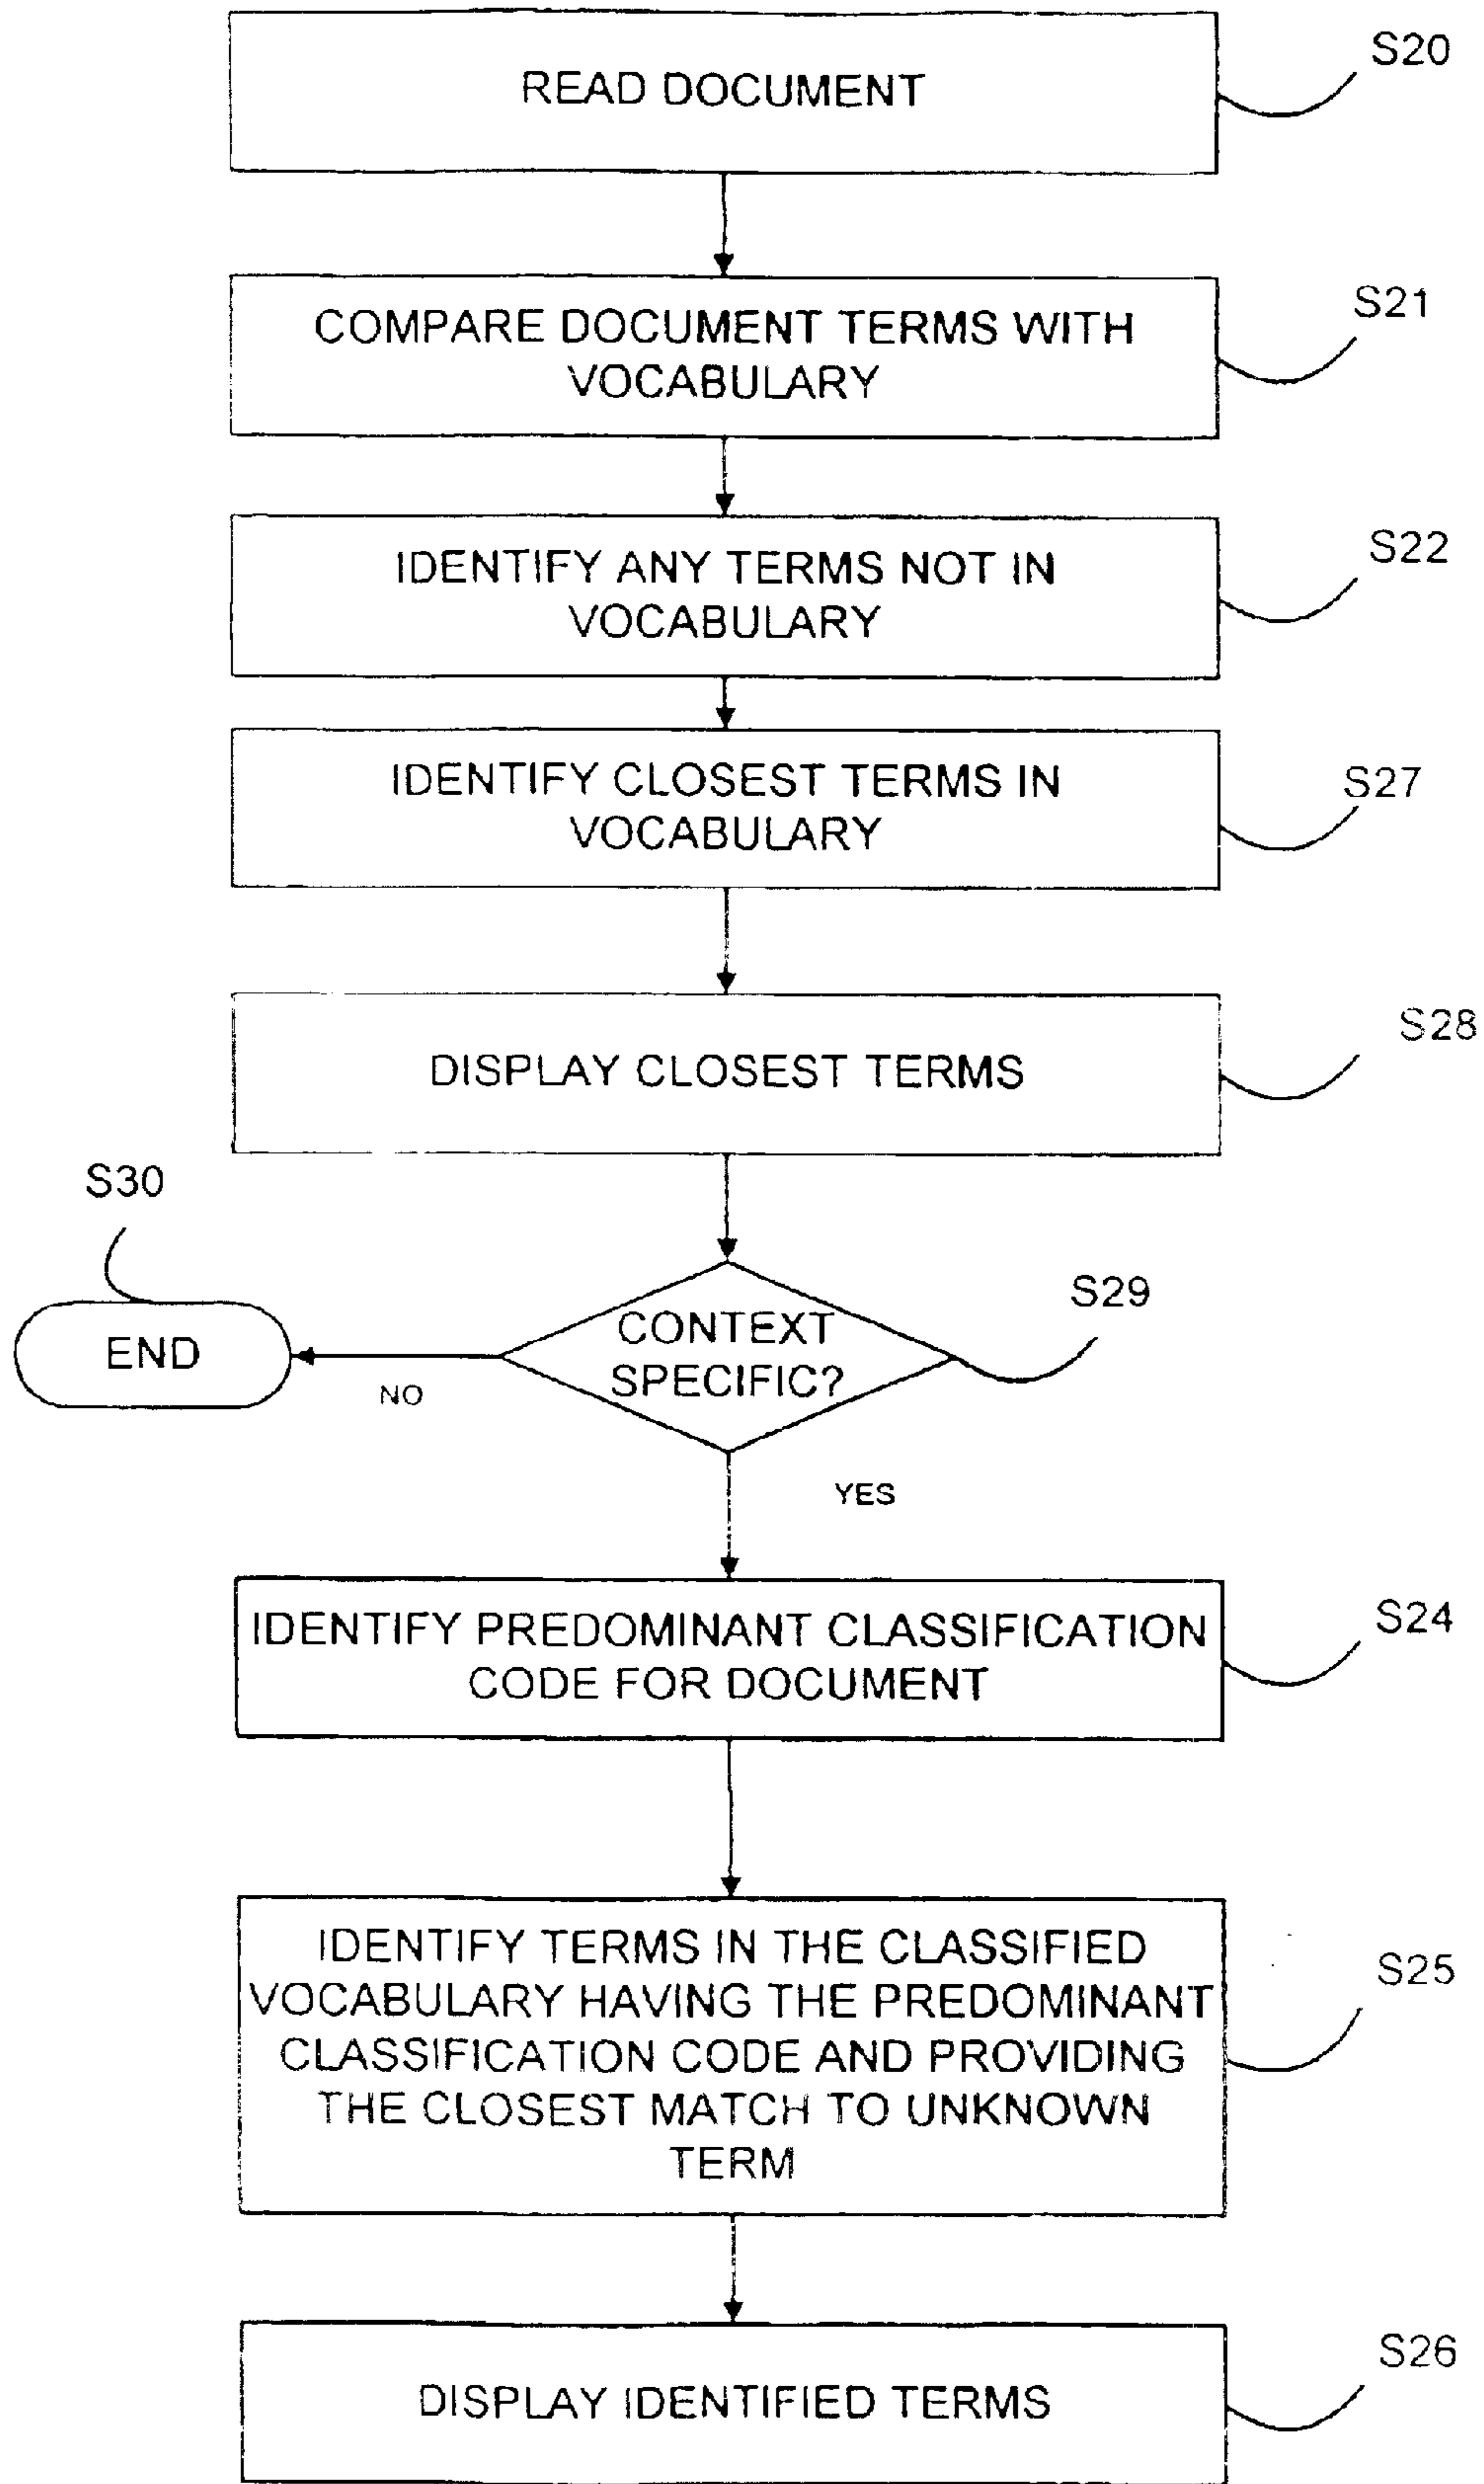 READ DOCUMENT
S20
COMPARE DOCUMENT TERMS WITH
VOCABULARY
S21
IDENTIFY ANY TERMS NOT IN
VOCABULARY
S22
IDENTIFY CLOSEST TERMS IN
VOCABULARY
S27
DISPLAY CLOSEST TERMS
S28
S30
END
NO
CONTEXT
SPECIFIC?
S29
YES
IDENTIFY PREDOMINANT CLASSIFICATION
CODE FOR DOCUMENT
S24
IDENTIFY TERMS IN THE CLASSIFIED
VOCABULARY HAVING THE PREDOMINANT
CLASSIFICATION CODE AND PROVIDING
THE CLOSEST MATCH TO UNKNOWN
TERM
S25
DISPLAY IDENTIFIED TERMS
S26